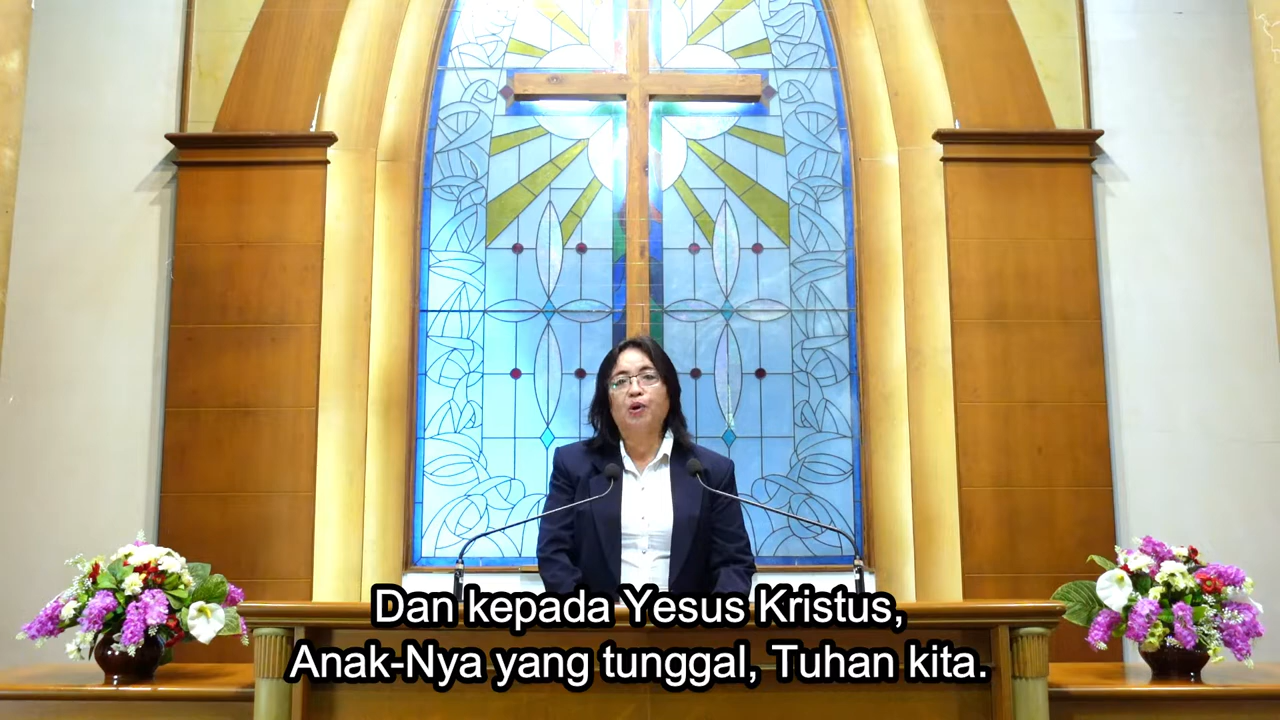 Dan kepada Yesus Kristus,
Anak-Nya yang tunggal, Tuhan kita.